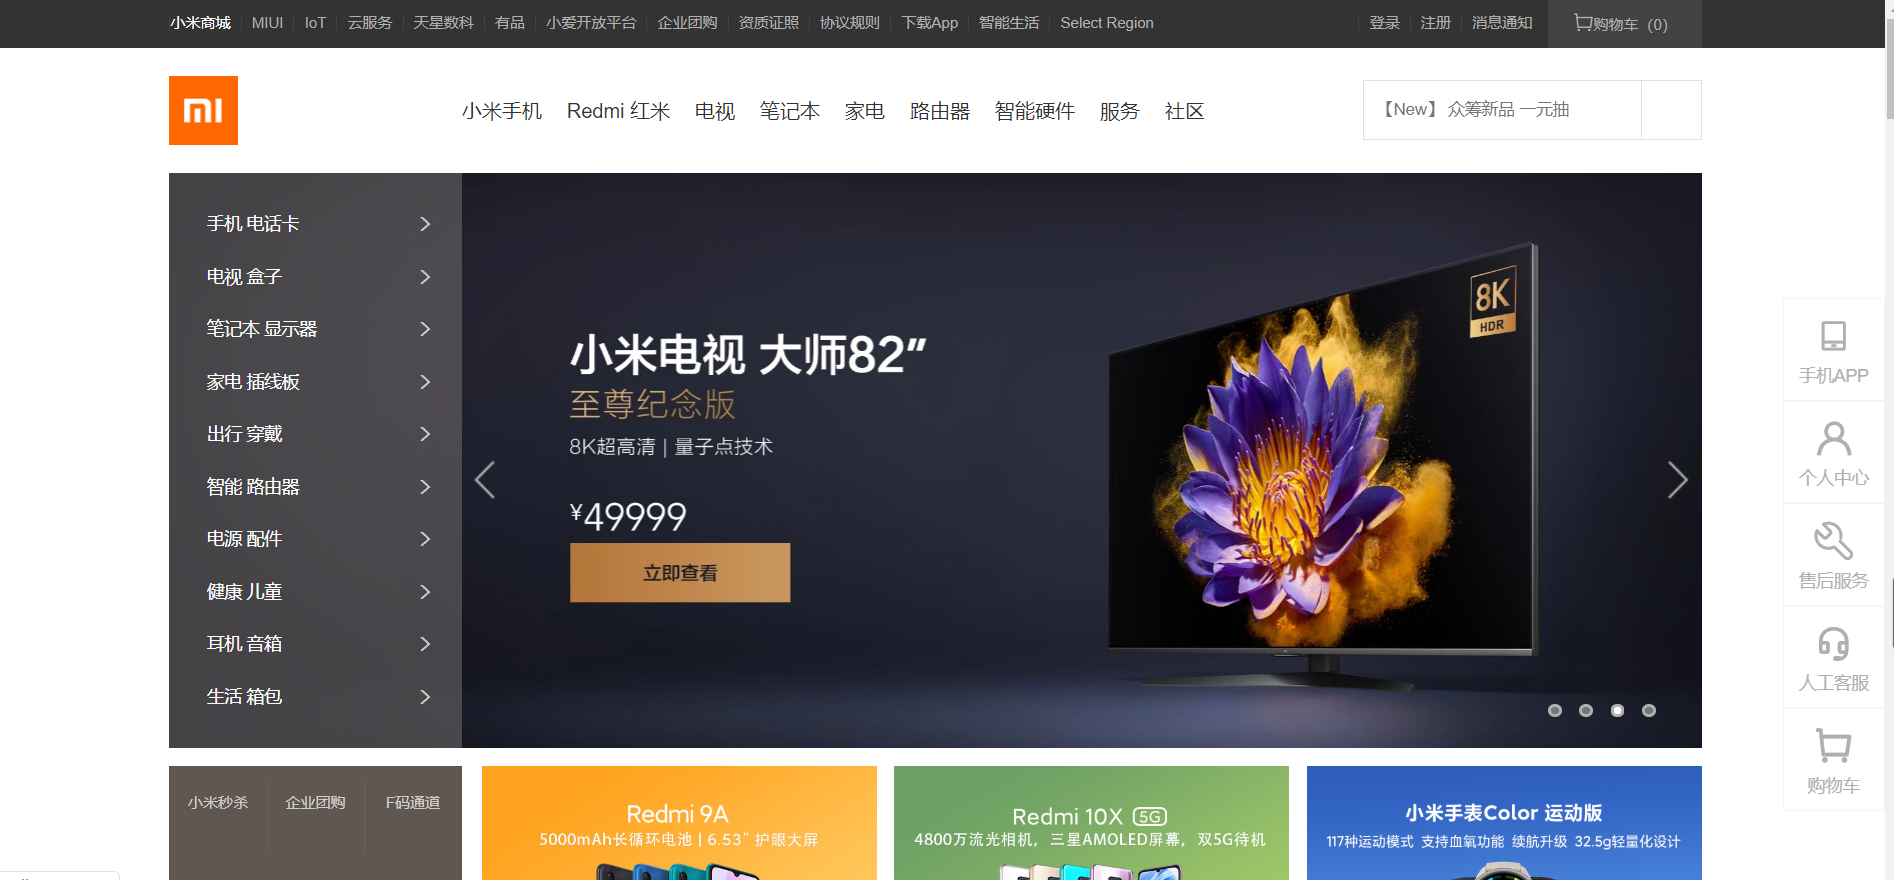 小米商城 MIUI IoT 云服务 天星数科 有品 小爱开放平台 企业团购 资质证照 协议规则 下载App 智能生活 Select Region 登录 注册 消息通知 购物车 (0)
小米手机 Redmi 红米 电视 笔记本 家电 路由器 智能硬件 服务 社区 【New】 众筹新品 一元抽
手机 电话卡
电视 盒子
笔记本 显示器
家电 插线板
出行 穿戴
智能 路由器
电源 配件
健康 儿童
耳机 音箱
生活 箱包
小米电视 大师82”
至尊纪念版
8K超高清 | 量子点技术
¥49999
立即查看
8K
HDR
手机APP
个人中心
售后服务
人工客服
购物车
小米秒杀 企业团购 F码通道
Redmi 9A
5000mAh长循环电池 | 6.53” 护眼大屏
Redmi 10X 5G
4800万流光相机，三星AMOLED屏幕，双5G待机
小米手表Color 运动版
117种运动模式 支持血氧功能 续航升级 32.5g轻量化设计